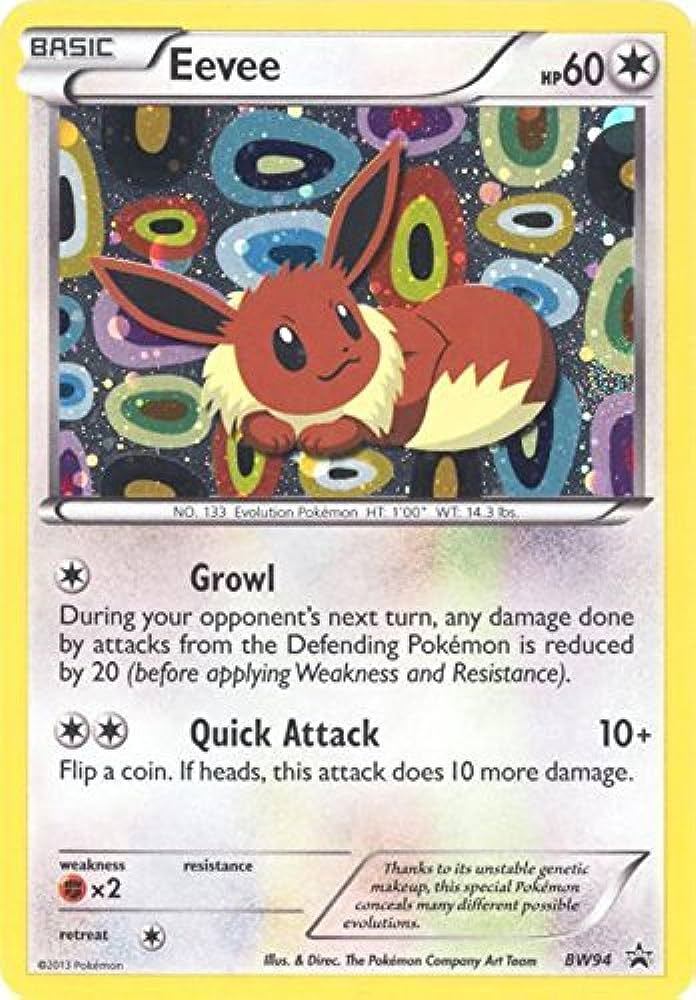 BASIC
Eevee
HP60
NO. 133 Evolution Pokémon HT: 1'00" WT: 14.3 lbs.
Growl
During your opponent's next turn, any damage done
by attacks from the Defending Pokémon is reduced
by 20 (before applying Weakness and Resistance).
Quick Attack 10+
Flip a coin. If heads, this attack does 10 more damage.
weakness resistance
×2
retreat
Thanks to its unstable genetic
makeup, this special Pokémon
conceals many different possible
evolutions.
©2013 Pokémon
Illus. & Direc. The Pokémon Company Art Team
BW94